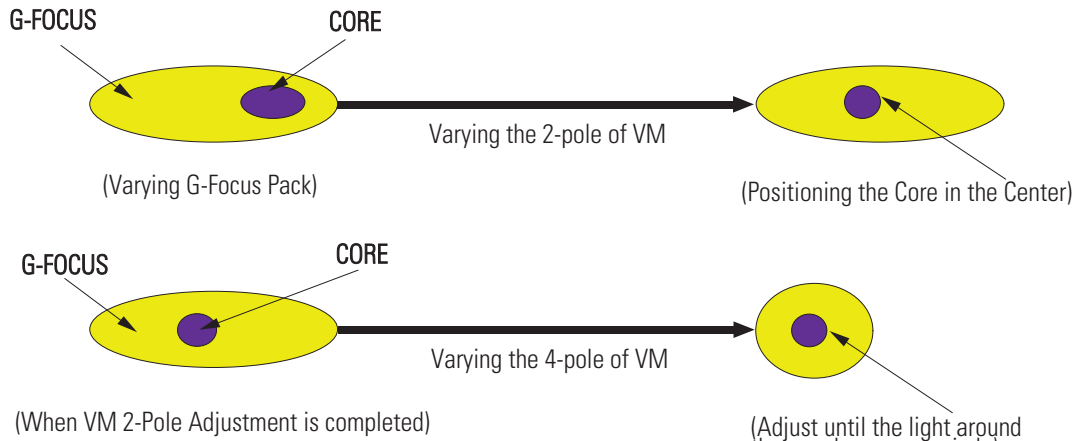 G-FOCUS
CORE
Varying the 2-pole of VM
(Varying G-Focus Pack)
(Positioning the Core in the Center)
G-FOCUS
CORE
Varying the 4-pole of VM
(When VM 2-Pole Adjustment is completed)
(Adjust until the light around